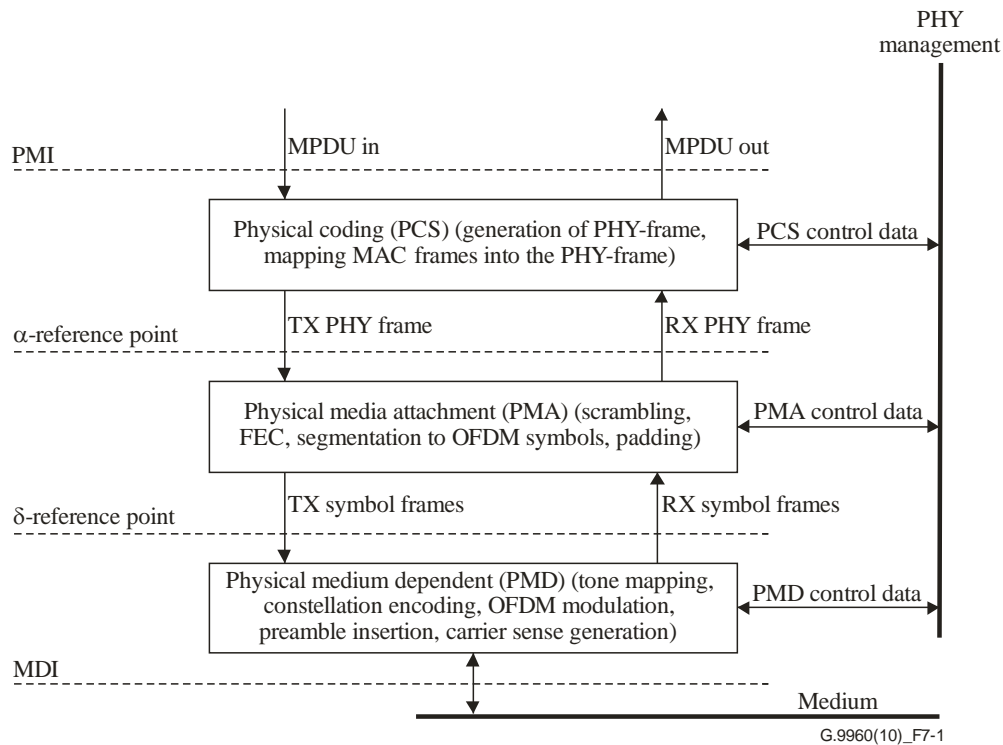 PHY
management
MPDU in
MPDU out
PMI
Physical coding (PCS) (generation of PHY-frame,
mapping MAC frames into the PHY-frame)
PCS control data
TX PHY frame
RX PHY frame
α-reference point
Physical media attachment (PMA) (scrambling,
FEC, segmentation to OFDM symbols, padding)
PMA control data
TX symbol frames
RX symbol frames
δ-reference point
Physical medium dependent (PMD) (tone mapping,
constellation encoding, OFDM modulation,
preamble insertion, carrier sense generation)
PMD control data
MDI
Medium
G.9960(10)_F7-1